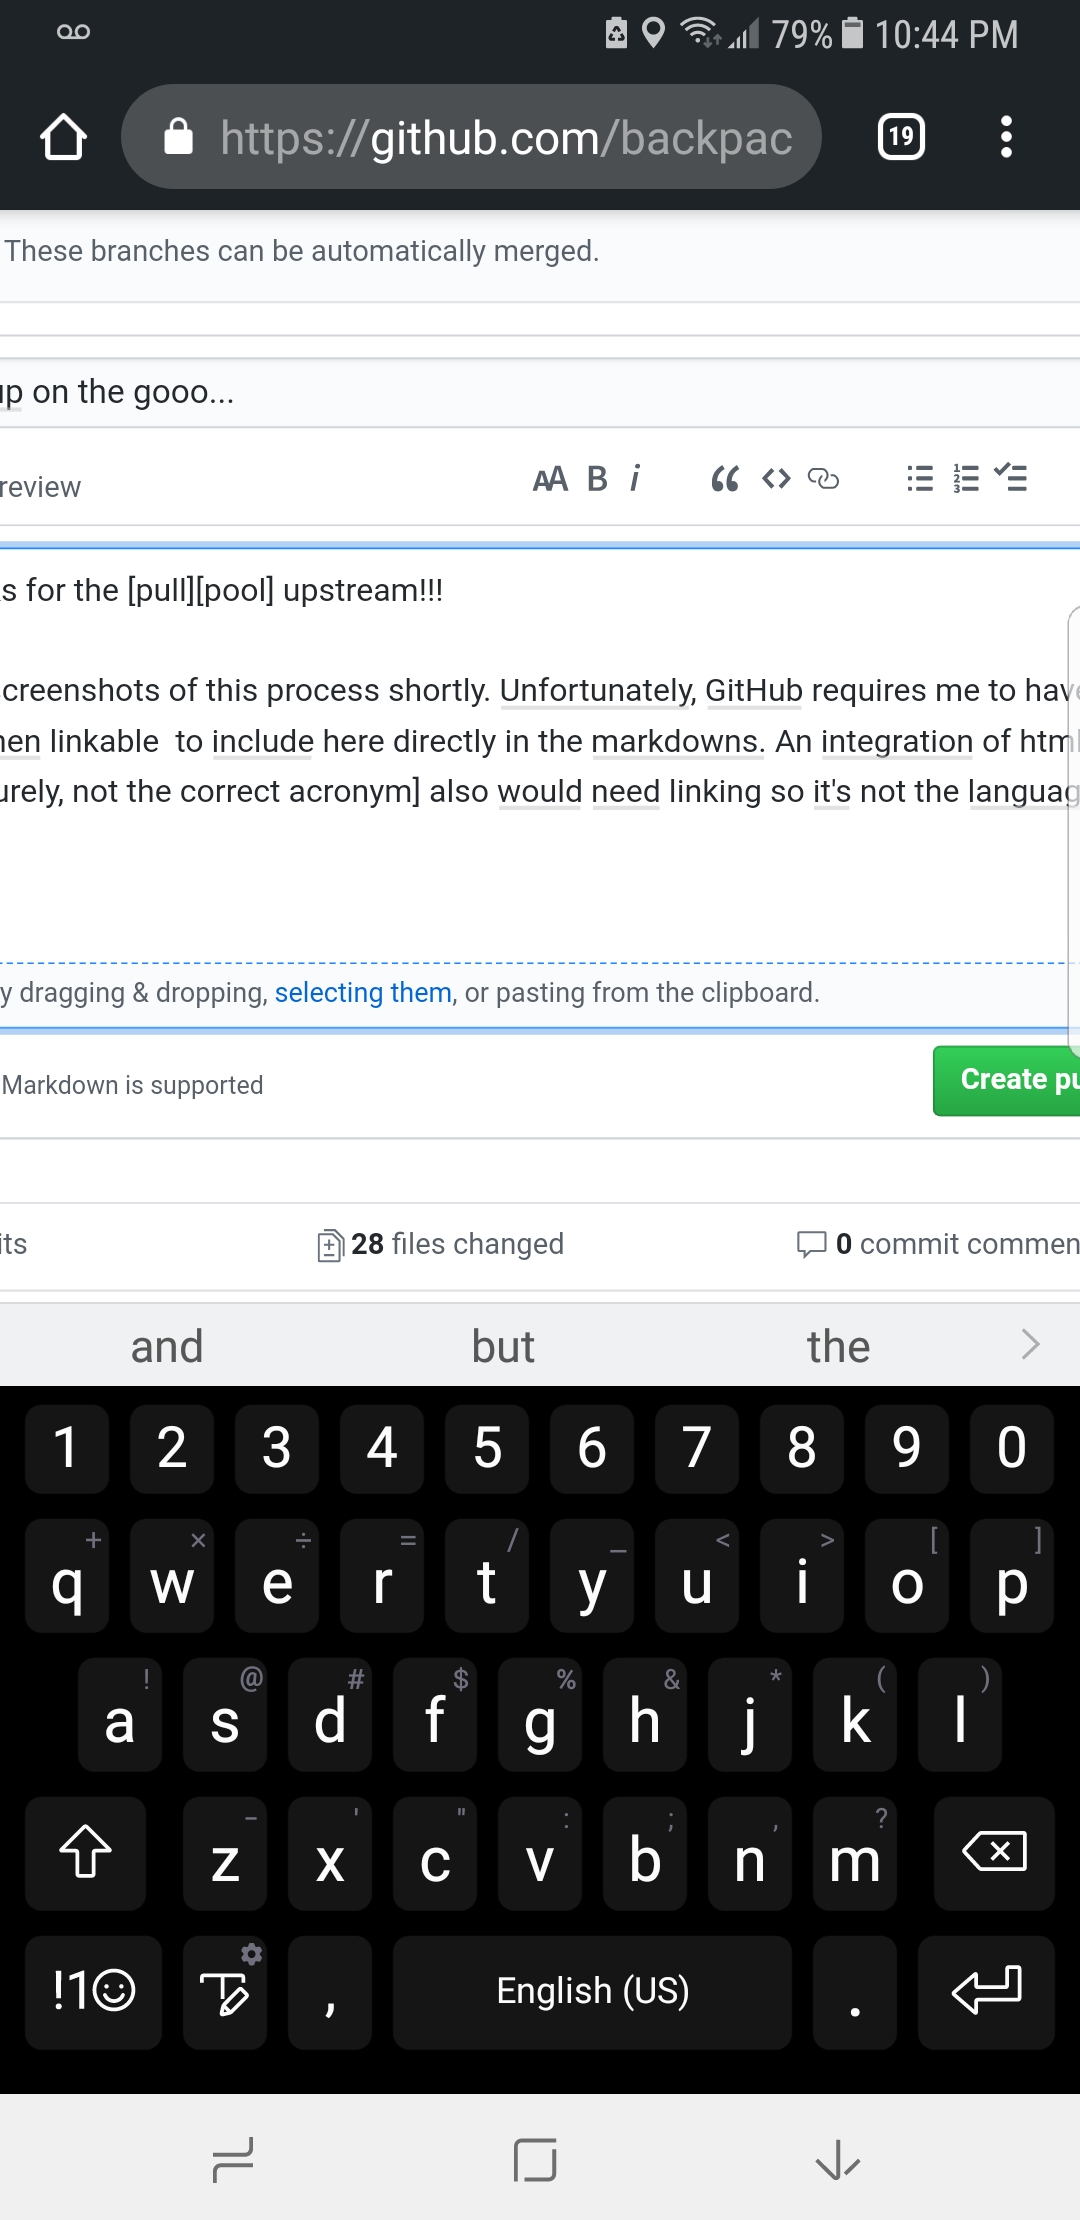 79% 10:44 PM
https://github.com/backpac 19
These branches can be automatically merged.
up on the gooo...
review AA B i
s for the [pull][pool] upstream!!!
creenshots of this process shortly. Unfortunately, GitHub requires me to have
hen linkable  to include here directly in the markdowns. An integration of html
urely, not the correct acronym] also would need linking so it's not the languag
y dragging & dropping, selecting them, or pasting from the clipboard.
Markdown is supported Create pu
its 28 files changed 0 commit commen
and but the
1 2 3 4 5 6 7 8 9 0
+ × ÷ = / _ < > [ ]
q w e r t y u i o p
! @ # $ % & * ( )
a s d f g h j k l
- ' " : ; , ?
z x c v b n m
!1☺ T , English (US) .